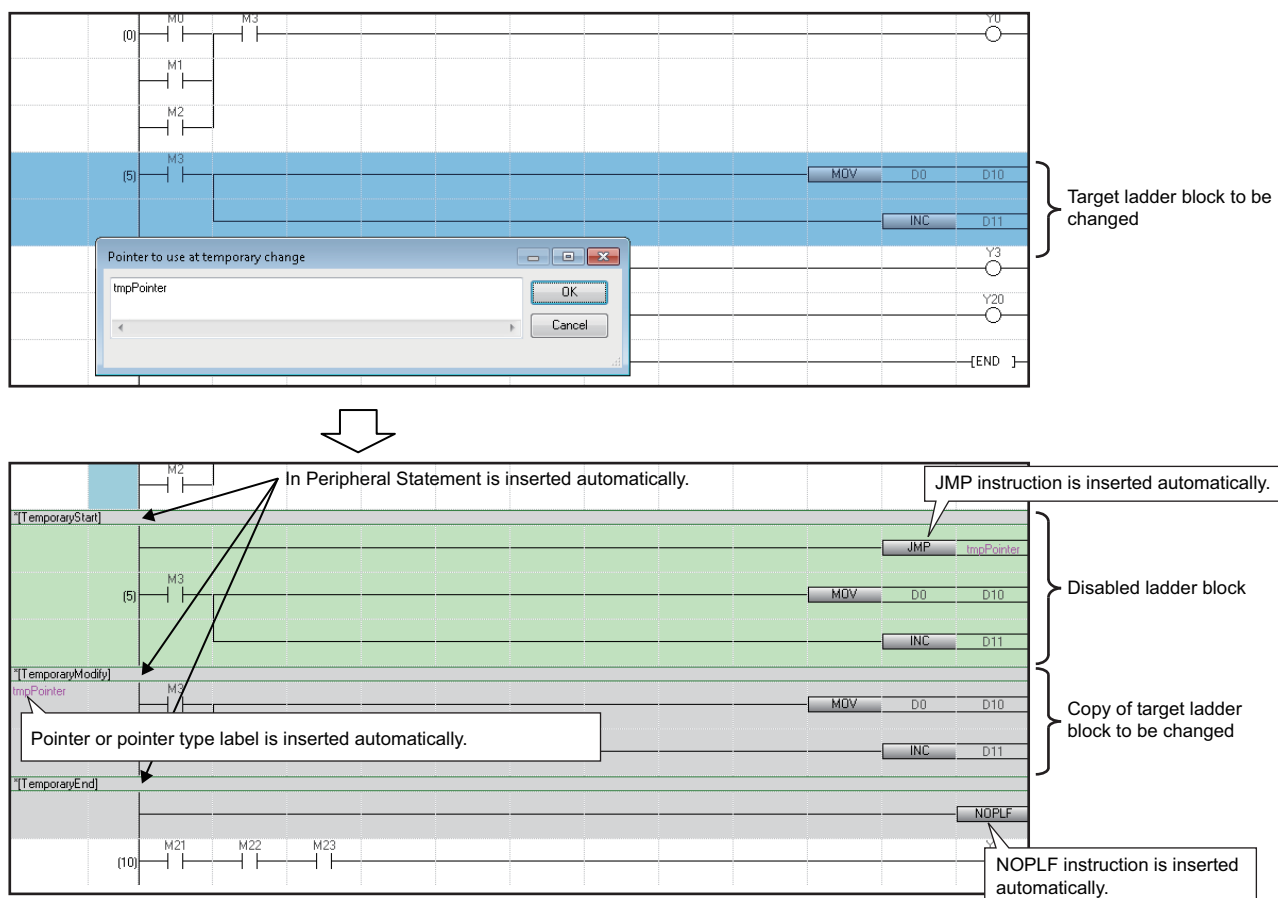 M0 M3 Y0
(0)
M1
M2
M3
(5) MOV D0 D10
INC D11
Target ladder block to be
changed
Pointer to use at temporary change
tmpPointer
OK
Cancel
Y3
Y20
[END ]
M2
In Peripheral Statement is inserted automatically.
JMP instruction is inserted automatically.
*[TemporaryStart]
JMP tmpPointer
M3
(5) MOV D0 D10
INC D11
Disabled ladder block
*[TemporaryModify]
tmpPointer M3
MOV D0 D10
Pointer or pointer type label is inserted automatically.
INC D11
Copy of target ladder
block to be changed
*[TemporaryEnd]
NOPLF
M21 M22 M23
(10)
NOPLF instruction is inserted
automatically.